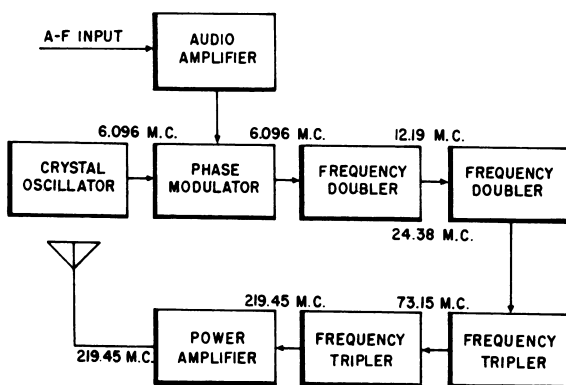 A-F INPUT
AUDIO
AMPLIFIER
6.096 M.C.
6.096 M.C.
12.19 M.C.
CRYSTAL
OSCILLATOR
PHASE
MODULATOR
FREQUENCY
DOUBLER
FREQUENCY
DOUBLER
24.38 M.C.
219.45 M.C.
73.15 M.C.
219.45 M.C.
POWER
AMPLIFIER
FREQUENCY
TRIPLER
FREQUENCY
TRIPLER